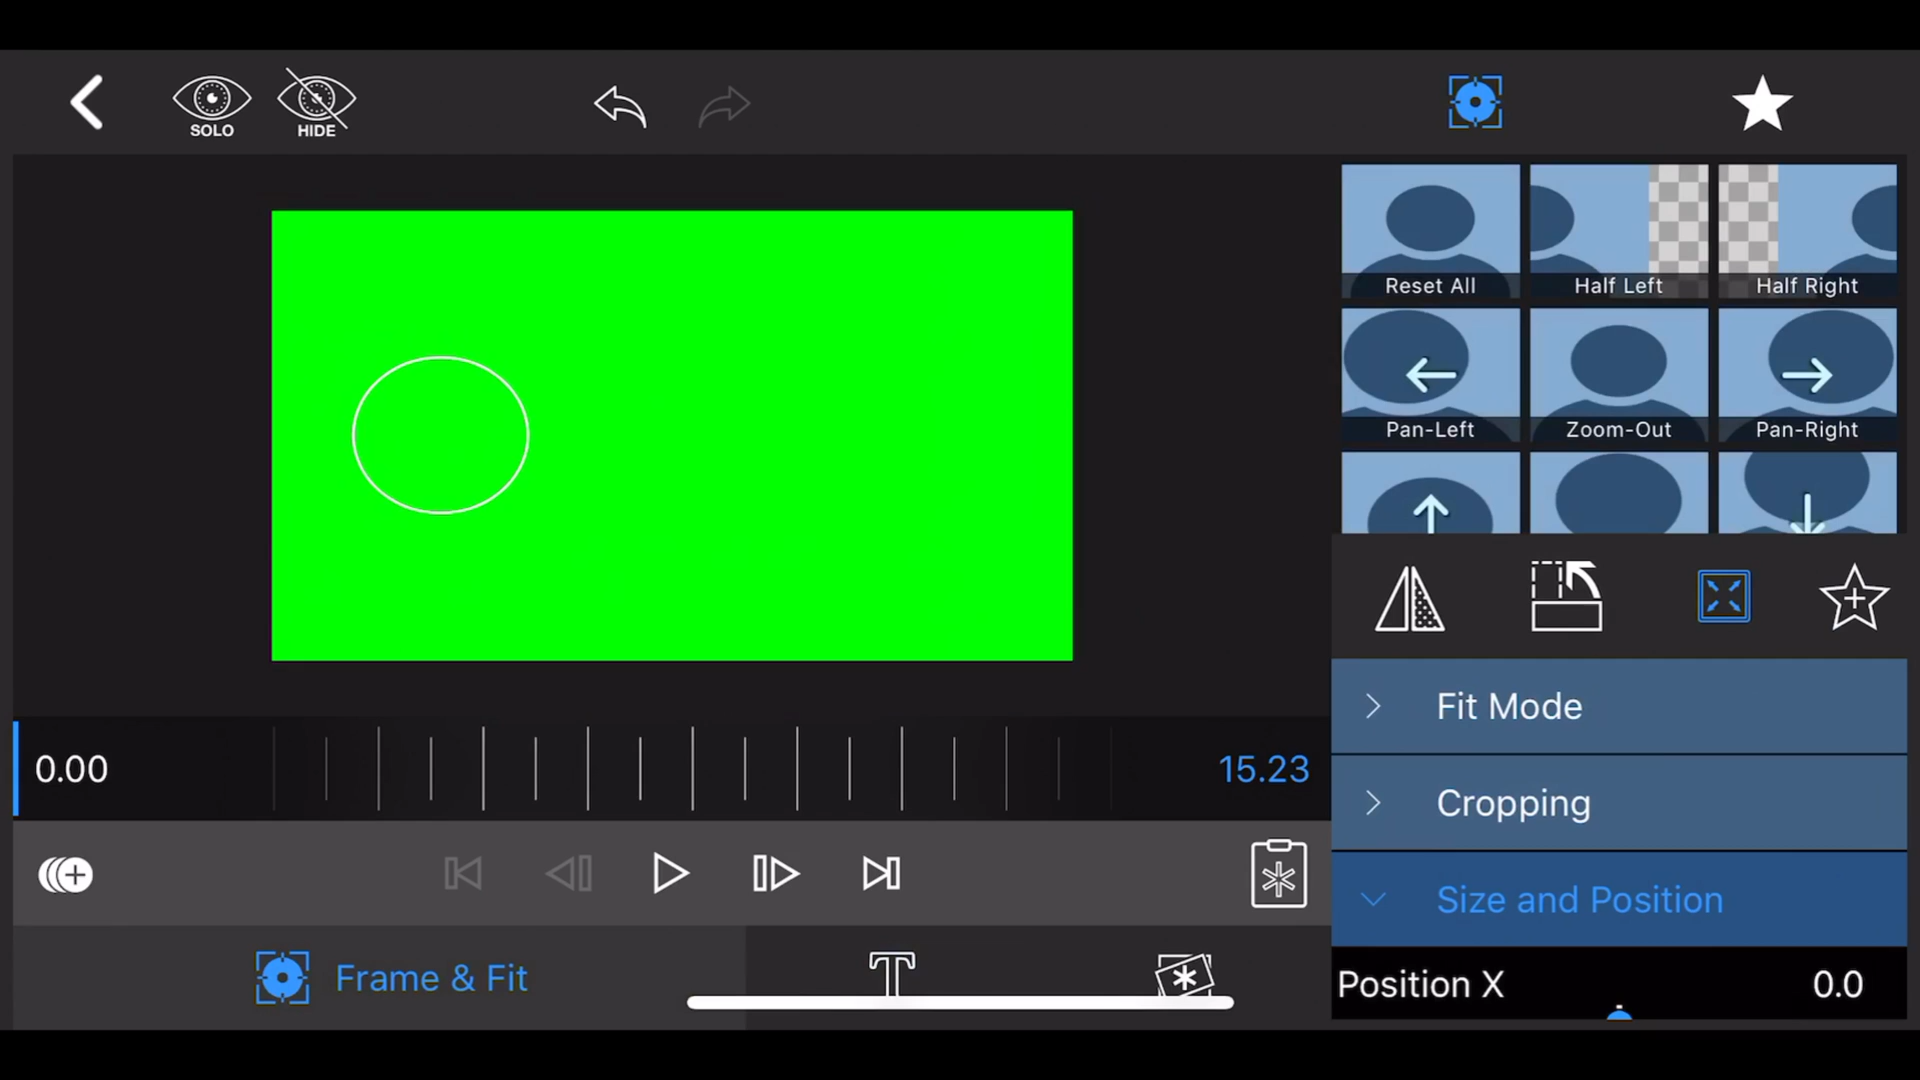 SOLO
HIDE
Reset All
Half Left
Half Right
Pan-Left
Zoom-Out
Pan-Right
Fit Mode
Cropping
Size and Position
Position X
0.0
0.00
15.23
Frame & Fit
T